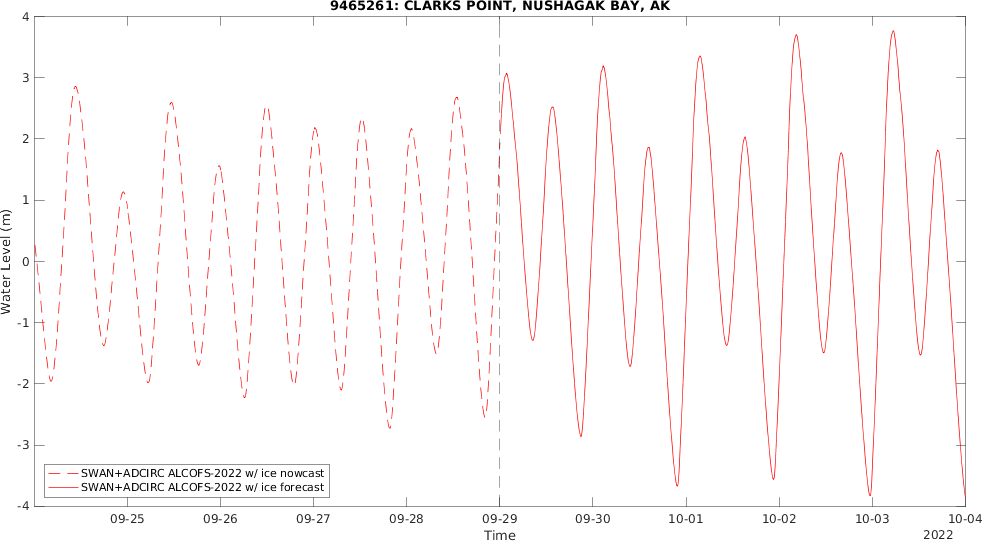 9465261: CLARKS POINT, NUSHAGAK BAY, AK
4
3
2
1
0
-1
-2
-3
-4
Water Level (m)
SWAN+ADCIRC ALCOFS-2022 w/ ice nowcast
SWAN+ADCIRC ALCOFS-2022 w/ ice forecast
09-25 09-26 09-27 09-28 09-29 09-30 10-01 10-02 10-03 10-04
Time
2022